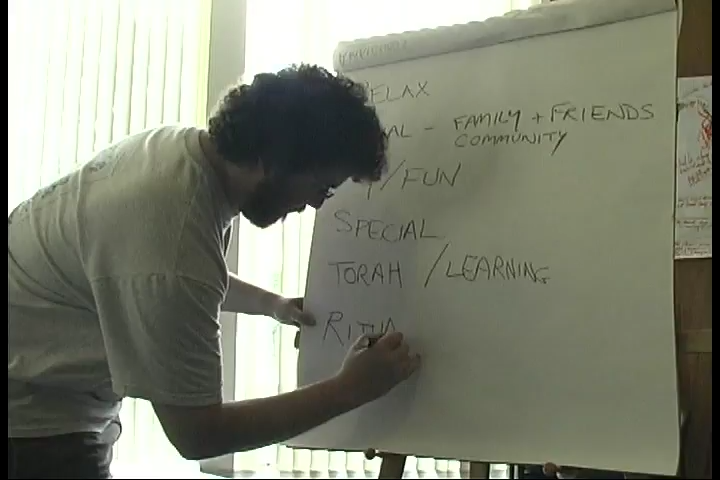 ELAX
AL - FAMILY + FRIENDS
COMMUNITY
/FUN
SPECIAL
TORAH / LEARNING
RITUA